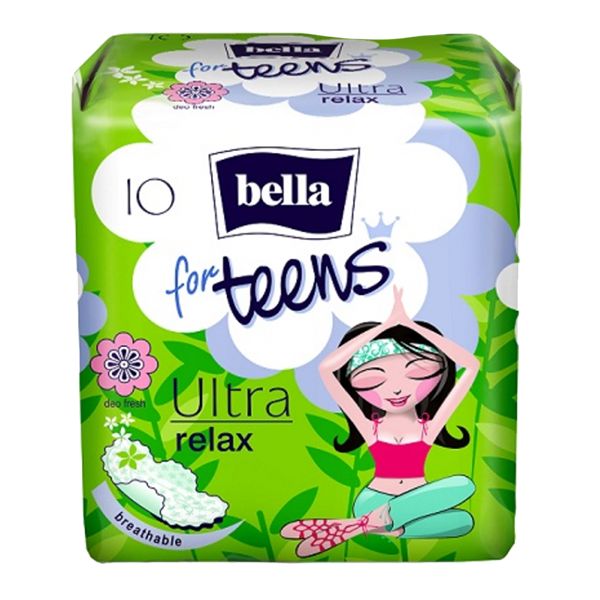 bella
for teens
deo fresh
Ultra
relax
10
bella
for teens
deo fresh
Ultra
relax
breathable